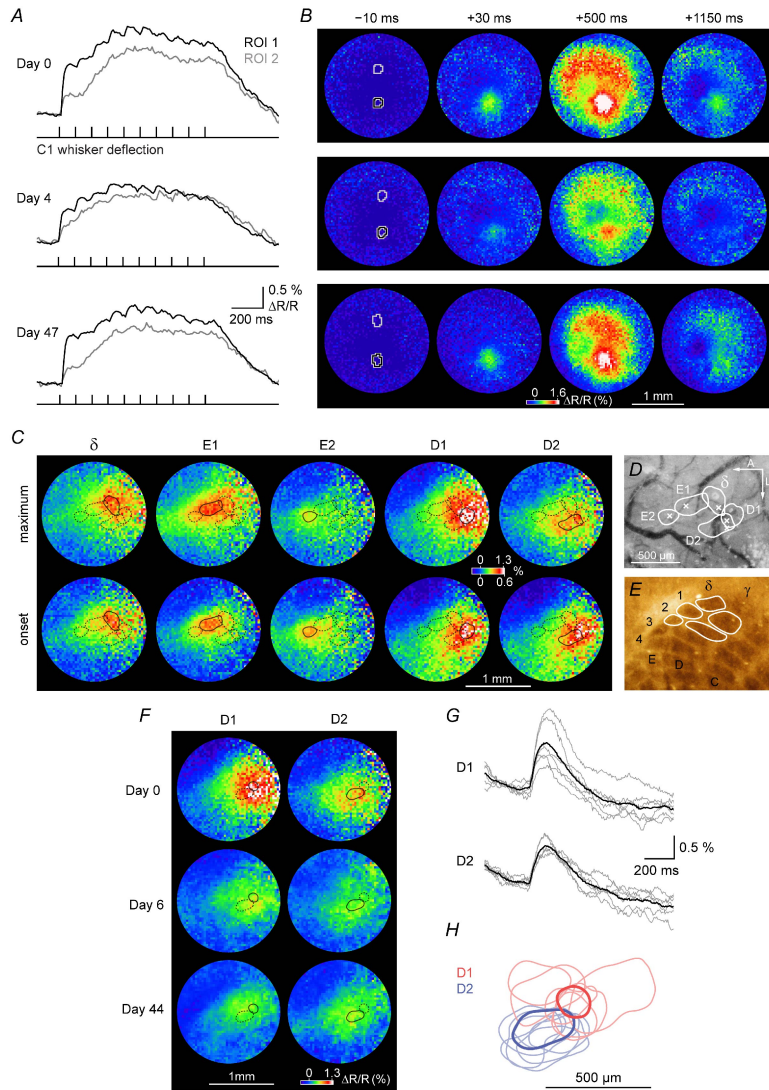 A
Day 0
ROI 1
ROI 2
C1 whisker deflection
Day 4
0.5 %
ΔR/R
200 ms
Day 47
B
−10 ms
+30 ms
+500 ms
+1150 ms
0 1.6
ΔR/R (%)
1 mm
C
δ
E1
E2
D1
D2
maximum
0 1.3
%
0 0.6
onset
1 mm
D
A
L
δ
E1
E2
D1
D2
500 µm
E
δ
γ
1
2
3
4
E
D
C
F
D1
D2
Day 0
Day 6
Day 44
1mm
0 1.3
ΔR/R (%)
G
D1
0.5 %
200 ms
D2
H
D1
D2
500 µm